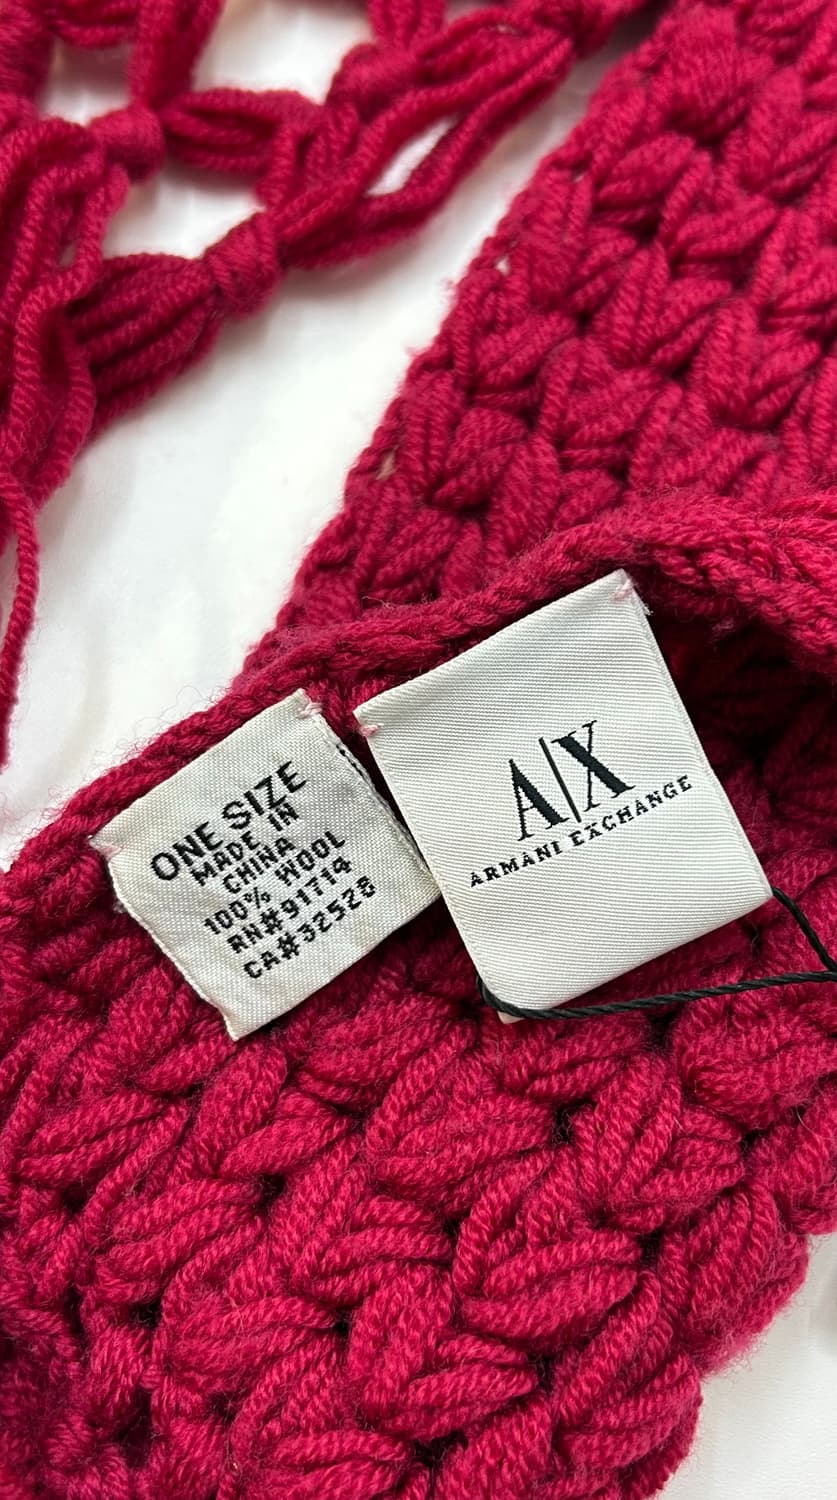 ONE SIZE
MADE IN
CHINA
100% WOOL
RN#91714
CA#32528
A|X
ARMANI EXCHANGE